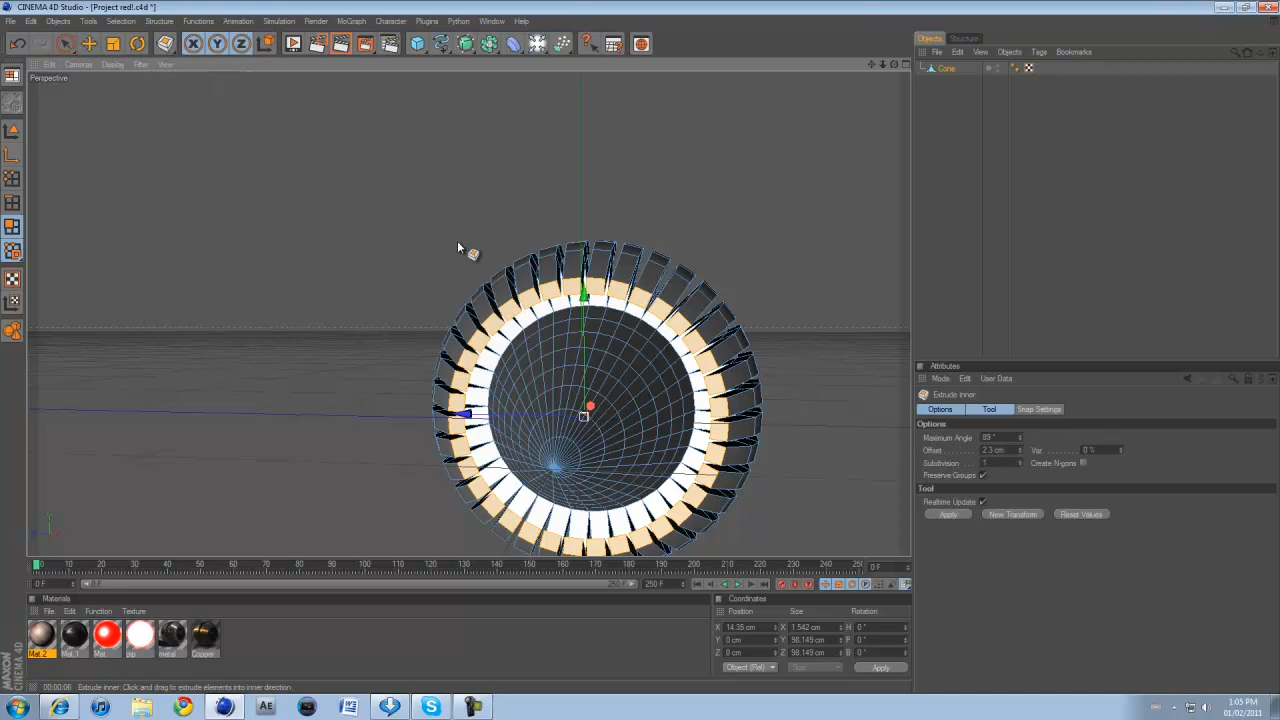 CINEMA 4D Studio - [Project red!.c4d *]
File Edit Objects Tools Selection Structure Functions Animation Simulation Render MoGraph Character Plugins Python Window Help
Objects Structure
File Edit View Objects Tags Bookmarks
Edit Cameras Display Filter View
Cone
Perspective
Attributes
Mode Edit User Data
Extrude Inner
Options Tool Snap Settings
Options
Maximum Angle 89 °
Offset 2.3 cm Var. 0 %
Subdivision 1 Create N-gons
Preserve Groups
Tool
Realtime Update
Apply New Transform Reset Values
0 10 20 30 40 50 60 70 80 90 100 110 120 130 140 150 160 170 180 190 200 210 220 230 240 250 0 F
0 F 0 F 250 F 250 F
Materials
File Edit Function Texture
Mat.2 Mat.1 Mat pip metal Copper
Coordinates
Position Size Rotation
X 14.35 cm X 1.542 cm H 0 °
Y 0 cm Y 98.149 cm P 0 °
Z 0 cm Z 98.149 cm B 0 °
Object (Rel) Size Apply
MAXON CINEMA 4D
00:00:06 Extrude Inner: Click and drag to extrude elements into inner direction
Ae
1:05 PM
01/02/2011